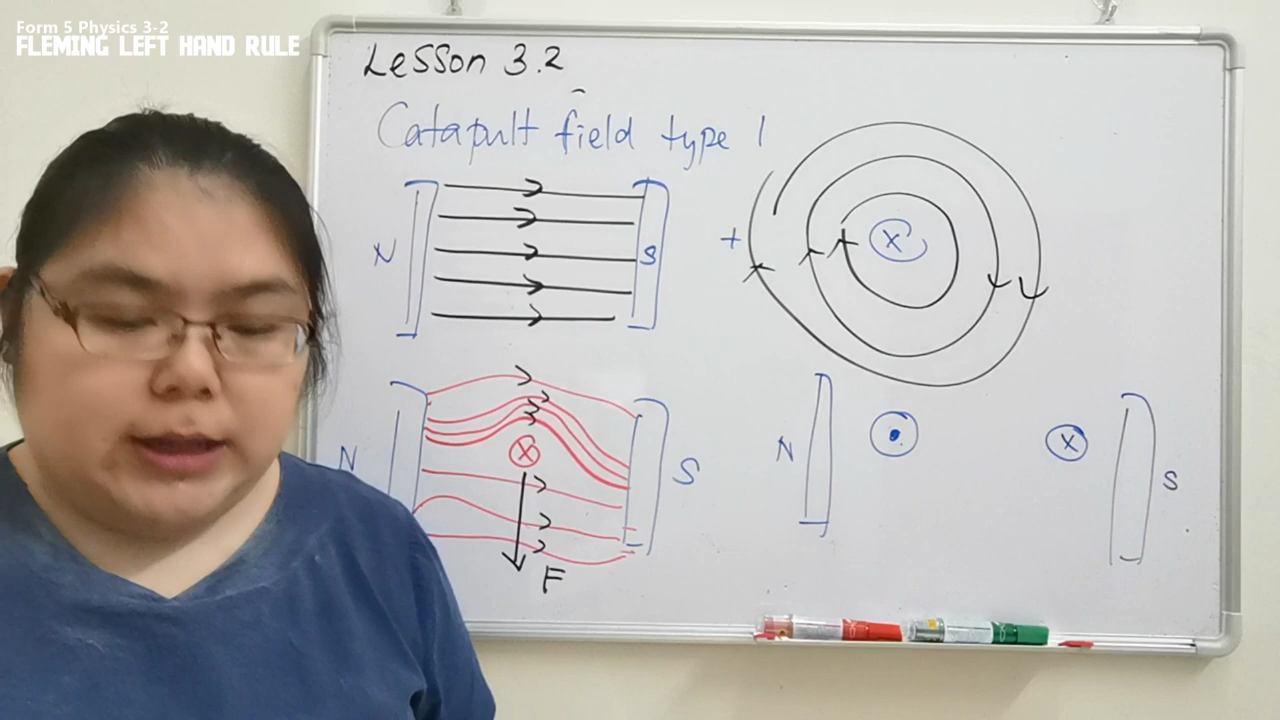 Form 5 Physics 3-2
FLEMING LEFT HAND RULE
Lesson 3.2
Catapult field type 1
N
S
+
X
N
X
S
F
N
X
S